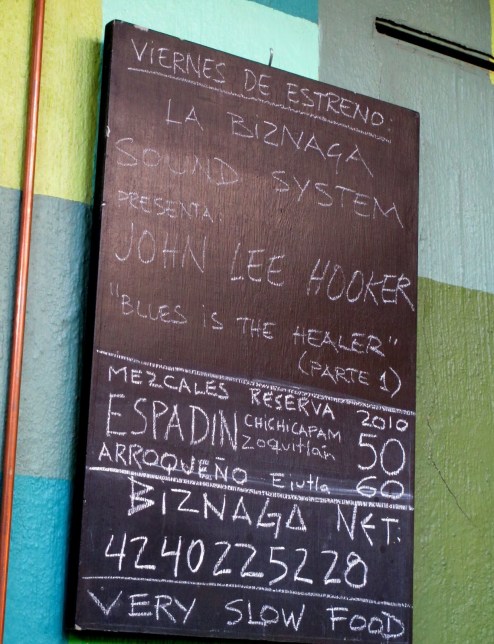 VIERNES DE ESTRENO:
LA BIZNAGA
SOUND SYSTEM
PRESENTA:
JOHN LEE HOOKER
"BLUES IS THE HEALER"
(PARTE 1)
MEZCALES RESERVA 2010
ESPADIN CHICHICAPAM 50
Zoquitlán
ARROQUEÑO Ejutla 60
BIZNAGA NET:
4240225228
VERY SLOW FOOD